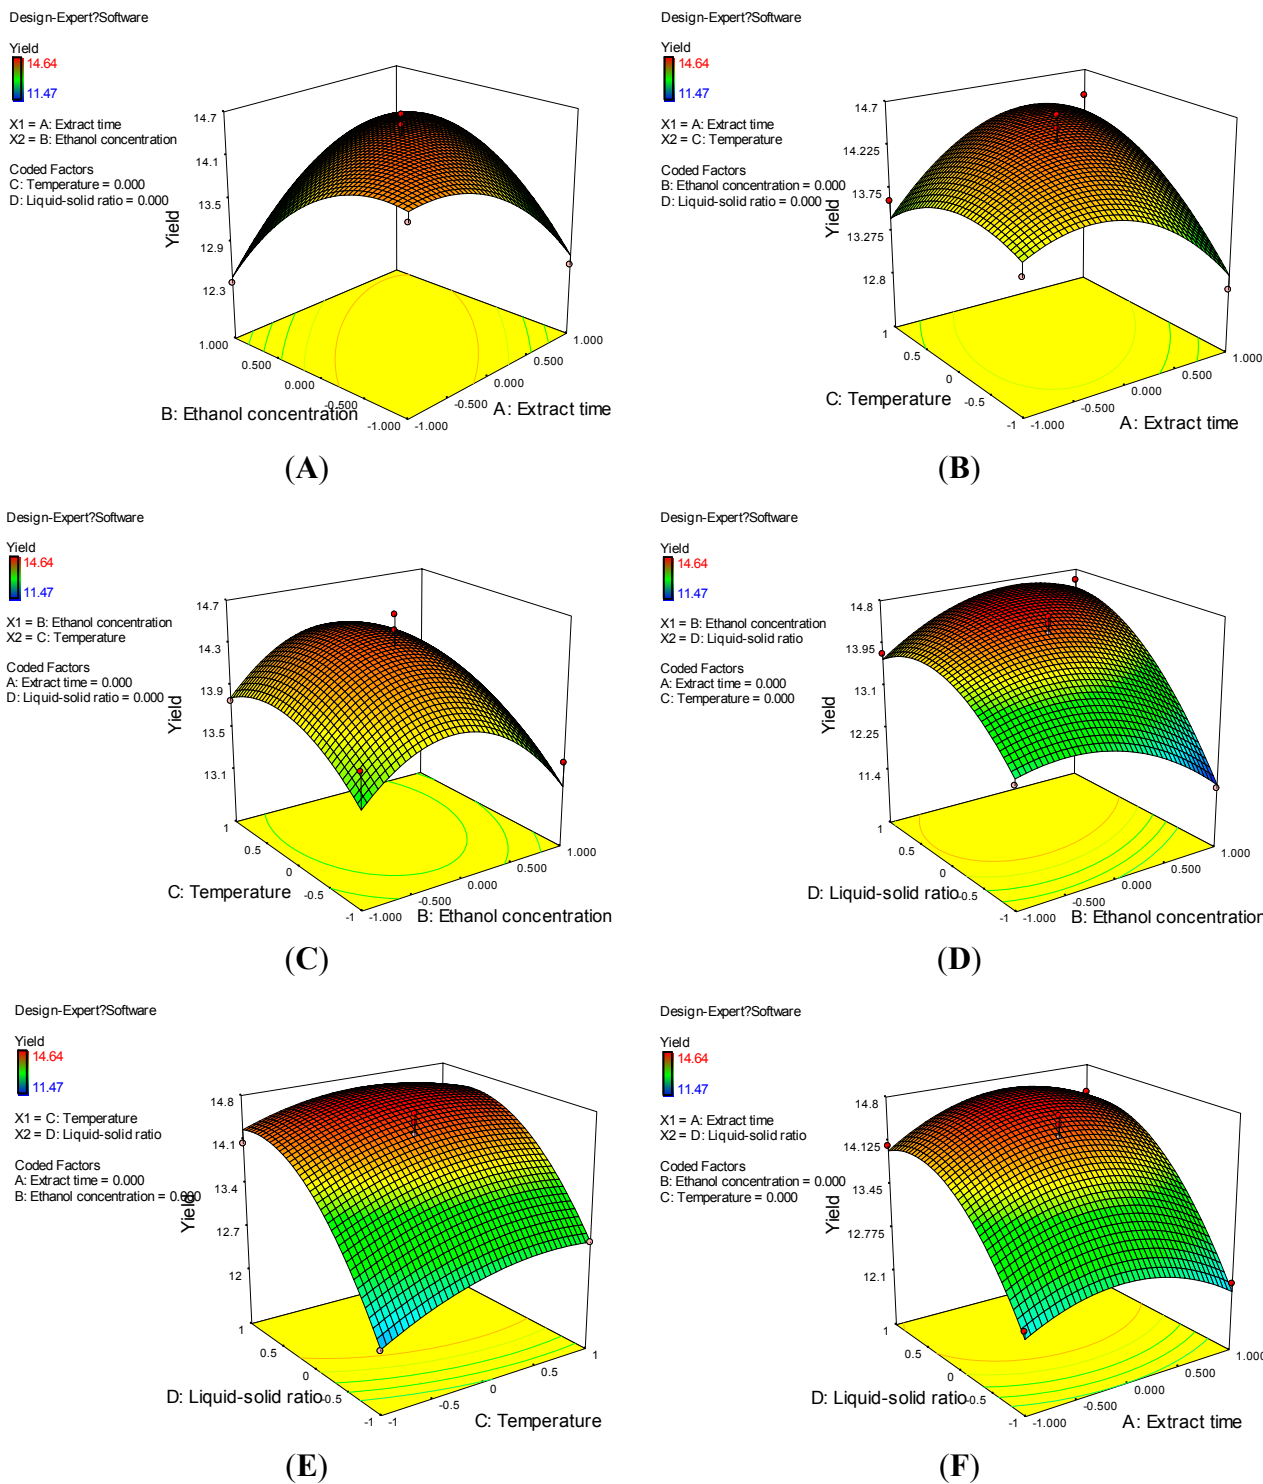 Design-Expert?Software
Yield
14.64
11.47
X1 = A: Extract time
X2 = B: Ethanol concentration
Coded Factors
C: Temperature = 0.000
D: Liquid-solid ratio = 0.000
14.7
14.1
13.5
12.9
12.3
Yield
1.000
0.500
0.000
-0.500
-1.000
B: Ethanol concentration
-1.000
-0.500
0.000
0.500
1.000
A: Extract time
(A)
Design-Expert?Software
Yield
14.64
11.47
X1 = A: Extract time
X2 = C: Temperature
Coded Factors
B: Ethanol concentration = 0.000
D: Liquid-solid ratio = 0.000
14.7
14.225
13.75
13.275
12.8
Yield
1
0.5
0
-0.5
-1
C: Temperature
-1.000
-0.500
0.000
0.500
1.000
A: Extract time
(B)
Design-Expert?Software
Yield
14.64
11.47
X1 = B: Ethanol concentration
X2 = C: Temperature
Coded Factors
A: Extract time = 0.000
D: Liquid-solid ratio = 0.000
14.7
14.3
13.9
13.5
13.1
Yield
1
0.5
0
-0.5
-1
C: Temperature
-1.000
-0.500
0.000
0.500
1.000
B: Ethanol concentration
(C)
Design-Expert?Software
Yield
14.64
11.47
X1 = B: Ethanol concentration
X2 = D: Liquid-solid ratio
Coded Factors
A: Extract time = 0.000
C: Temperature = 0.000
14.8
13.95
13.1
12.25
11.4
Yield
1
0.5
0
-0.5
-1
D: Liquid-solid ratio
-1.000
-0.500
0.000
0.500
1.000
B: Ethanol concentration
(D)
Design-Expert?Software
Yield
14.64
11.47
X1 = C: Temperature
X2 = D: Liquid-solid ratio
Coded Factors
A: Extract time = 0.000
B: Ethanol concentration = 0.000
14.8
14.1
13.4
12.7
12
Yield
1
0.5
0
-0.5
-1
D: Liquid-solid ratio
-1
-0.5
0
0.5
1
C: Temperature
(E)
Design-Expert?Software
Yield
14.64
11.47
X1 = A: Extract time
X2 = D: Liquid-solid ratio
Coded Factors
B: Ethanol concentration = 0.000
C: Temperature = 0.000
14.8
14.125
13.45
12.775
12.1
Yield
1
0.5
0
-0.5
-1
D: Liquid-solid ratio
-1.000
-0.500
0.000
0.500
1.000
A: Extract time
(F)